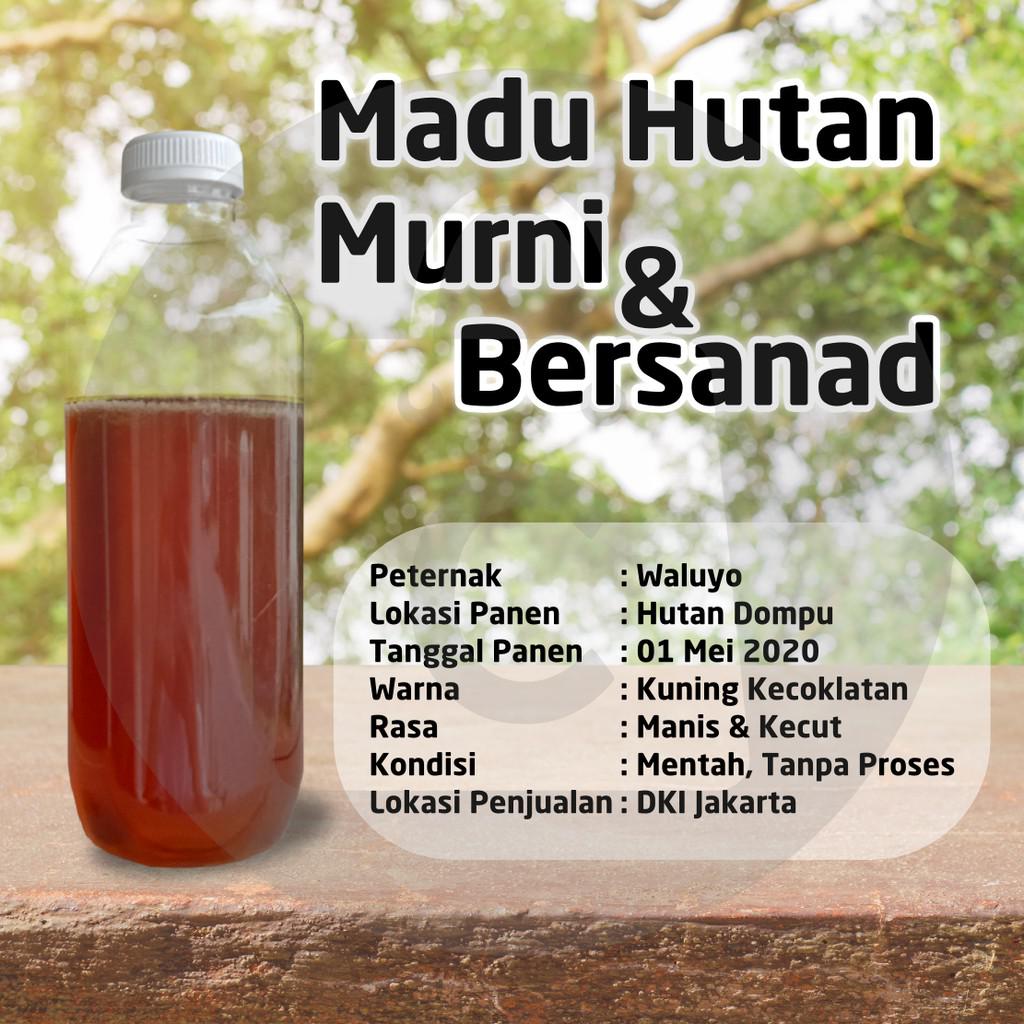 Madu Hutan
Murni
&
Bersanad
Peternak : Waluyo
Lokasi Panen : Hutan Dompu
Tanggal Panen : 01 Mei 2020
Warna : Kuning Kecoklatan
Rasa : Manis & Kecut
Kondisi : Mentah, Tanpa Proses
Lokasi Penjualan : DKI Jakarta